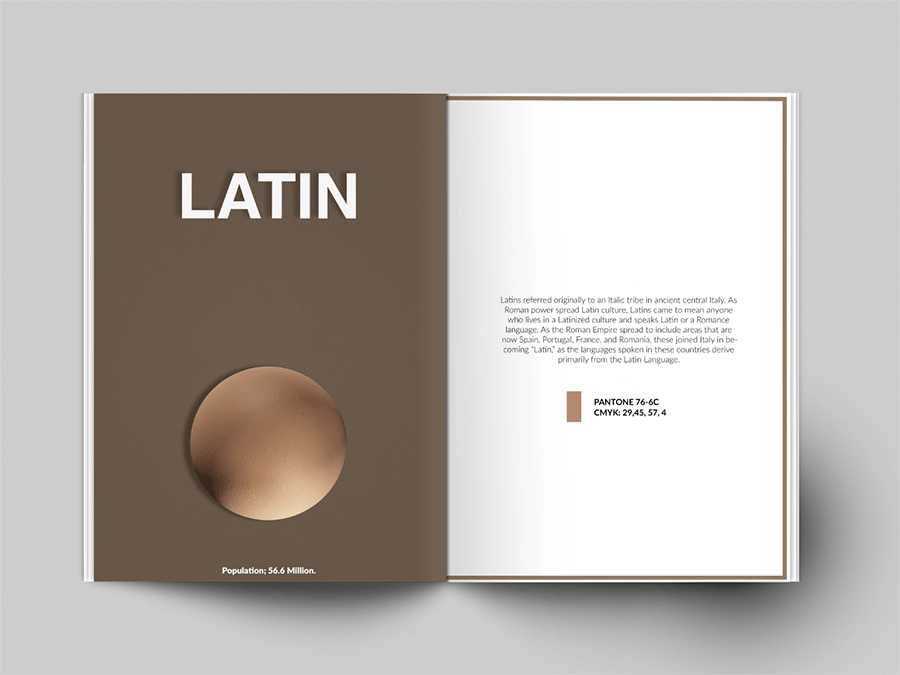 LATIN
Population; 56.6 Million.
Latins referred originally to an Italic tribe in ancient central Italy. As
Roman power spread Latin culture, Latins came to mean anyone
who lives in a Latinized culture and speaks Latin or a Romance
language. As the Roman Empire spread to include areas that are
now Spain, Portugal, France, and Romania, these joined Italy in be-
coming "Latin," as the languages spoken in these countries derive
primarily from the Latin Language.
PANTONE 76-6C
CMYK: 29,45, 57, 4